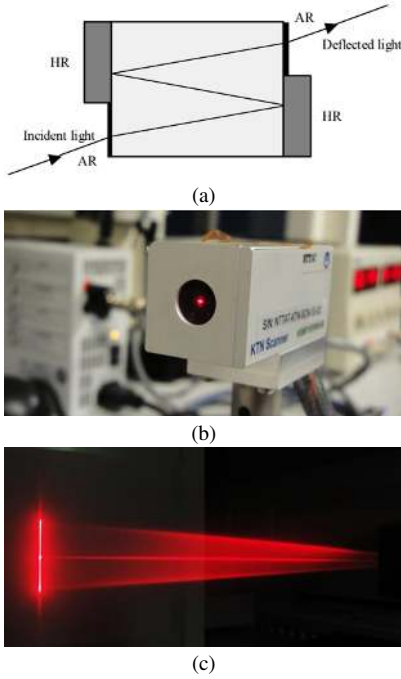 AR
HR
Deflected light
HR
Incident light
AR
(a)
KTN Scanner
(b)
(c)